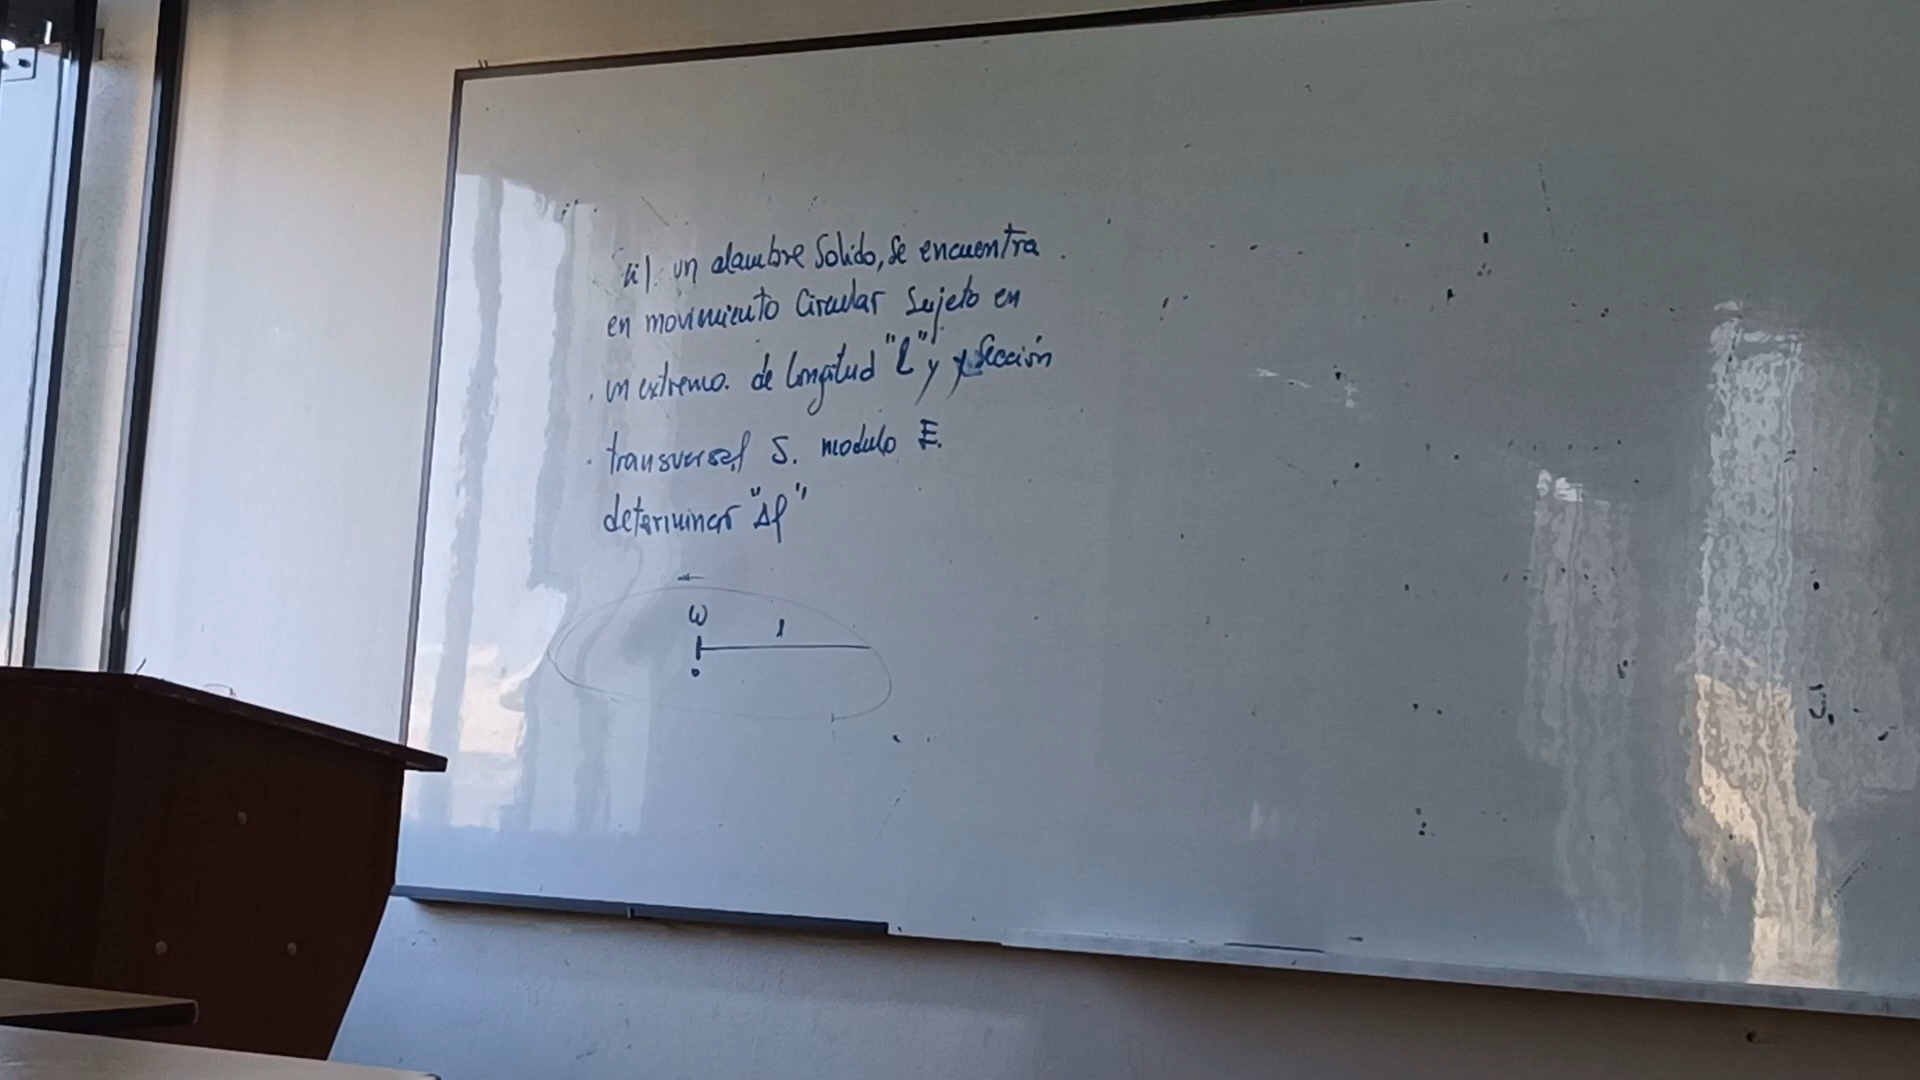 ii). un alambre Solido, se encuentra
en movimiento Circular Sujeto en
un extremo. de longitud "l" y y Sección
transversal S. modulo E.
determinar "Δl"
ω
l
o